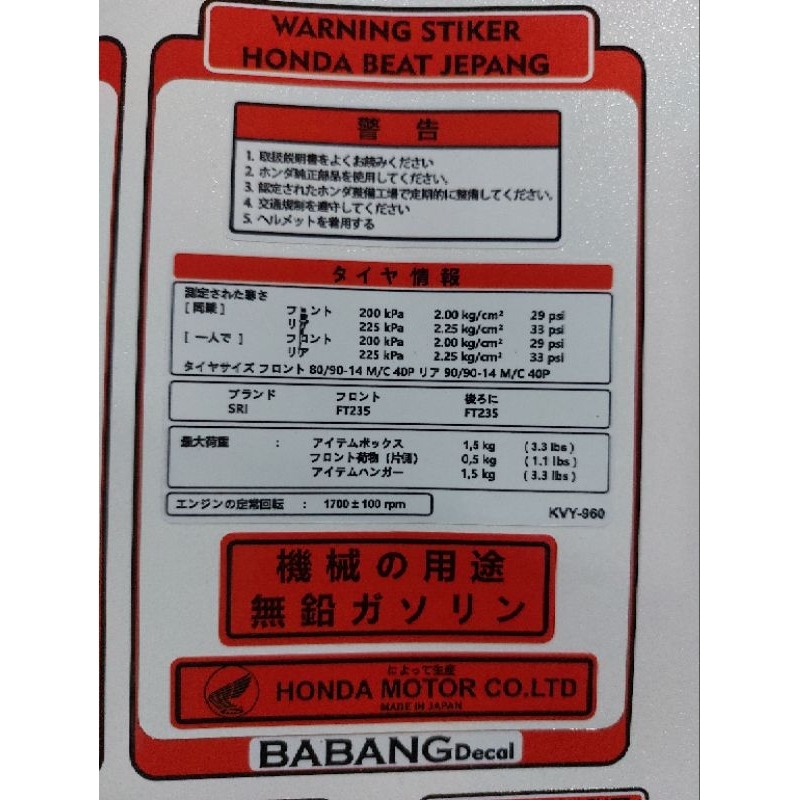 WARNING STIKER
HONDA BEAT JEPANG
警 告
1. 取扱説明書をよくお読みください
2. ホンダ純正部品を使用してください。
3. 認定されたホンダ整備工場で定期的に整備してください。
4. 交通規制を遵守してください
5. ヘルメットを着用する
タイヤ情報
測定された寒さ
[ 同乗 ] フロント 200 kPa 2.00 kg/cm² 29 psi
リア 225 kPa 2.25 kg/cm² 33 psi
[ 一人で ] フロント 200 kPa 2.00 kg/cm² 29 psi
リア 225 kPa 2.25 kg/cm² 33 psi
タイヤサイズ フロント 80/90-14 M/C 40P リア 90/90-14 M/C 40P
ブランド フロント 後ろに
SRI FT235 FT235
最大荷重 : アイテムボックス 1,5 kg ( 3.3 lbs )
フロント荷物 (片側) 0,5 kg ( 1.1 lbs )
アイテムハンガー 1,5 kg ( 3.3 lbs )
エンジンの定常回転 : 1700 ± 100 rpm
KVY-960
機械の用途
無鉛ガソリン
によって生産
HONDA MOTOR CO.LTD
MADE IN JAPAN
BABANG Decal